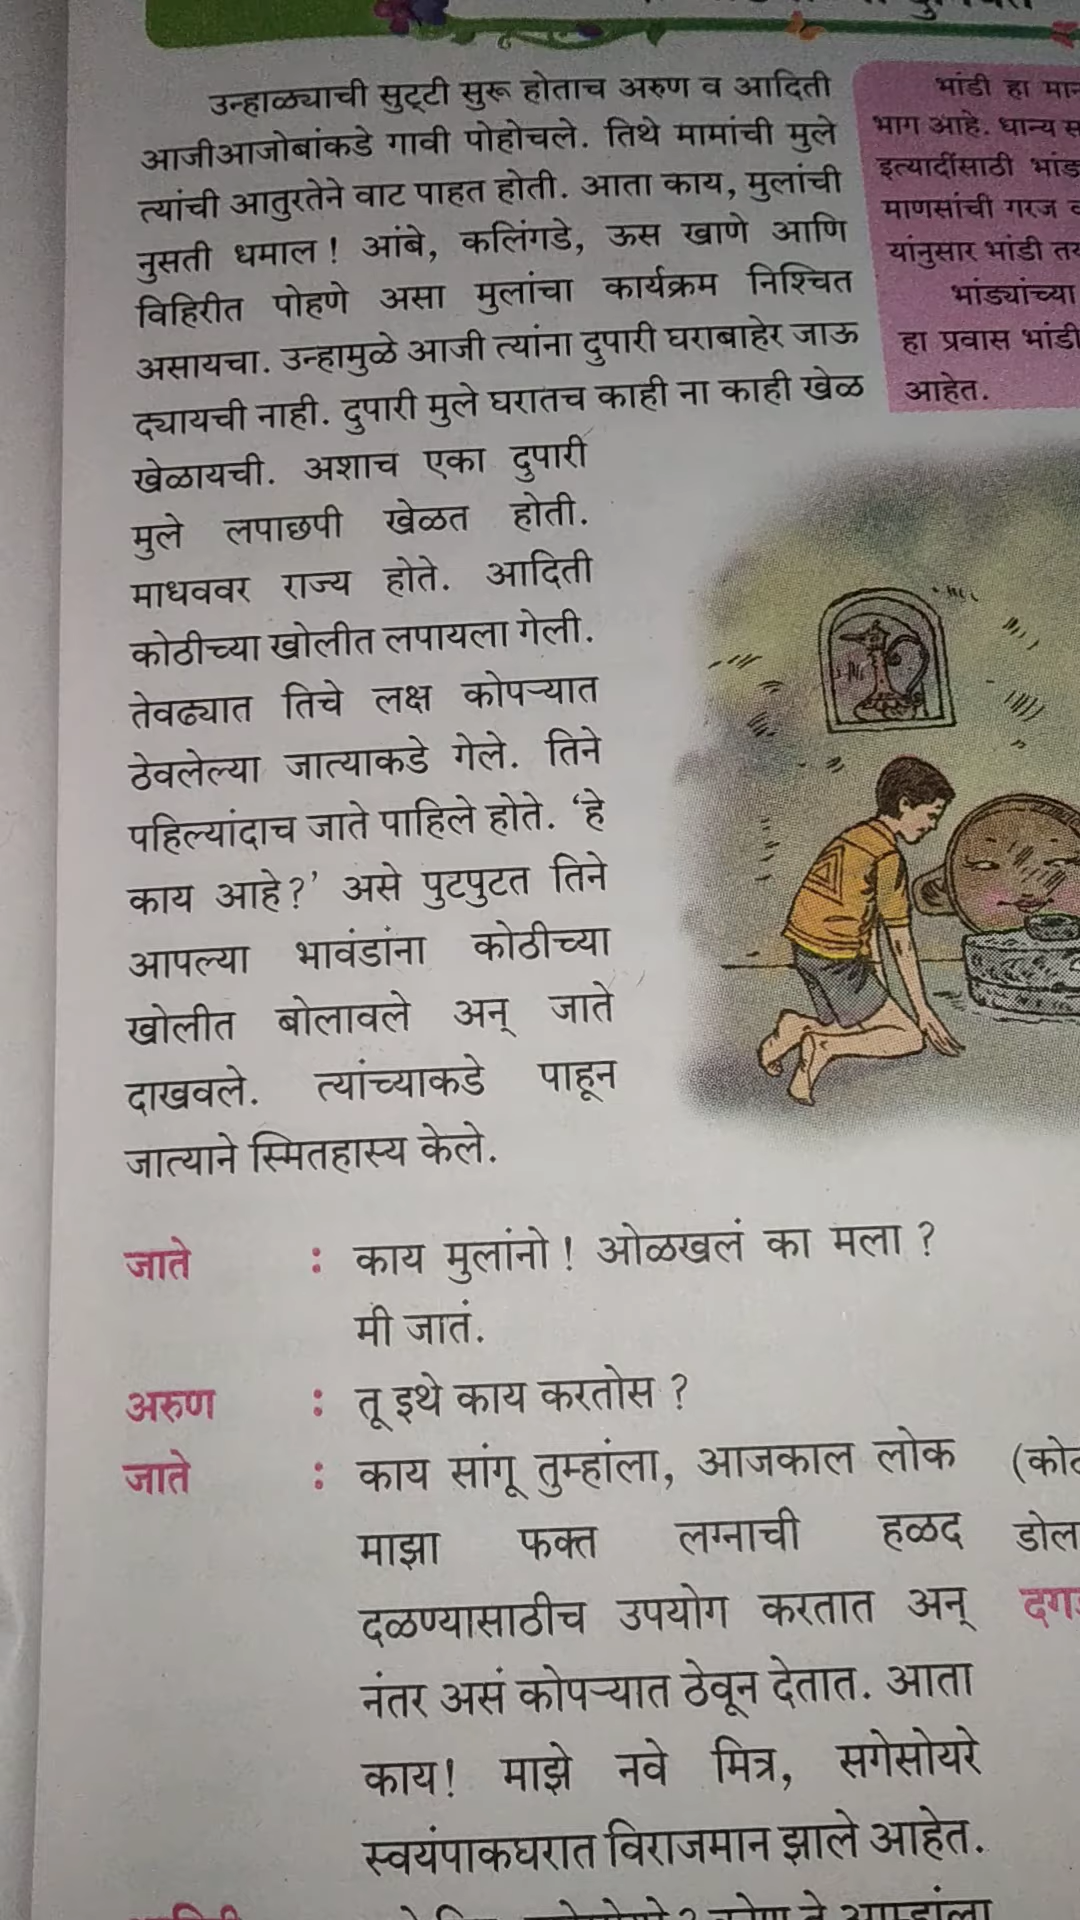 उन्हाळ्याची सुट्टी सुरू होताच अरुण व आदिती
आजीआजोबांकडे गावी पोहोचले. तिथे मामांची मुले
त्यांची आतुरतेने वाट पाहत होती. आता काय, मुलांची
नुसती धमाल! आंबे, कलिंगडे, ऊस खाणे आणि
विहिरीत पोहणे असा मुलांचा कार्यक्रम निश्चित
असायचा. उन्हामुळे आजी त्यांना दुपारी घराबाहेर जाऊ
द्यायची नाही. दुपारी मुले घरातच काही ना काही खेळ
खेळायची. अशाच एका दुपारी
मुले लपाछपी खेळत होती.
माधववर राज्य होते. आदिती
कोठीच्या खोलीत लपायला गेली.
तेवढ्यात तिचे लक्ष कोपऱ्यात
ठेवलेल्या जात्याकडे गेले. तिने
पहिल्यांदाच जाते पाहिले होते. ‘हे
काय आहे?’ असे पुटपुटत तिने
आपल्या भावंडांना कोठीच्या
खोलीत बोलावले अन् जाते
दाखवले. त्यांच्याकडे पाहून
जात्याने स्मितहास्य केले.
भांडी हा
भाग आहे. धान्य
इत्यादींसाठी
माणसांची गरज
यांनुसार भांडी
भांड्यांच्या
हा प्रवास भांडी
आहेत.
जाते : काय मुलांनो! ओळखलं का मला?
मी जातं.
अरुण : तू इथे काय करतोस?
जाते : काय सांगू तुम्हांला, आजकाल लोक
माझा फक्त लग्नाची हळद
दळण्यासाठीच उपयोग करतात अन्
नंतर असं कोपऱ्यात ठेवून देतात. आता
काय! माझे नवे मित्र, सगेसोयरे
स्वयंपाकघरात विराजमान झाले आहेत.